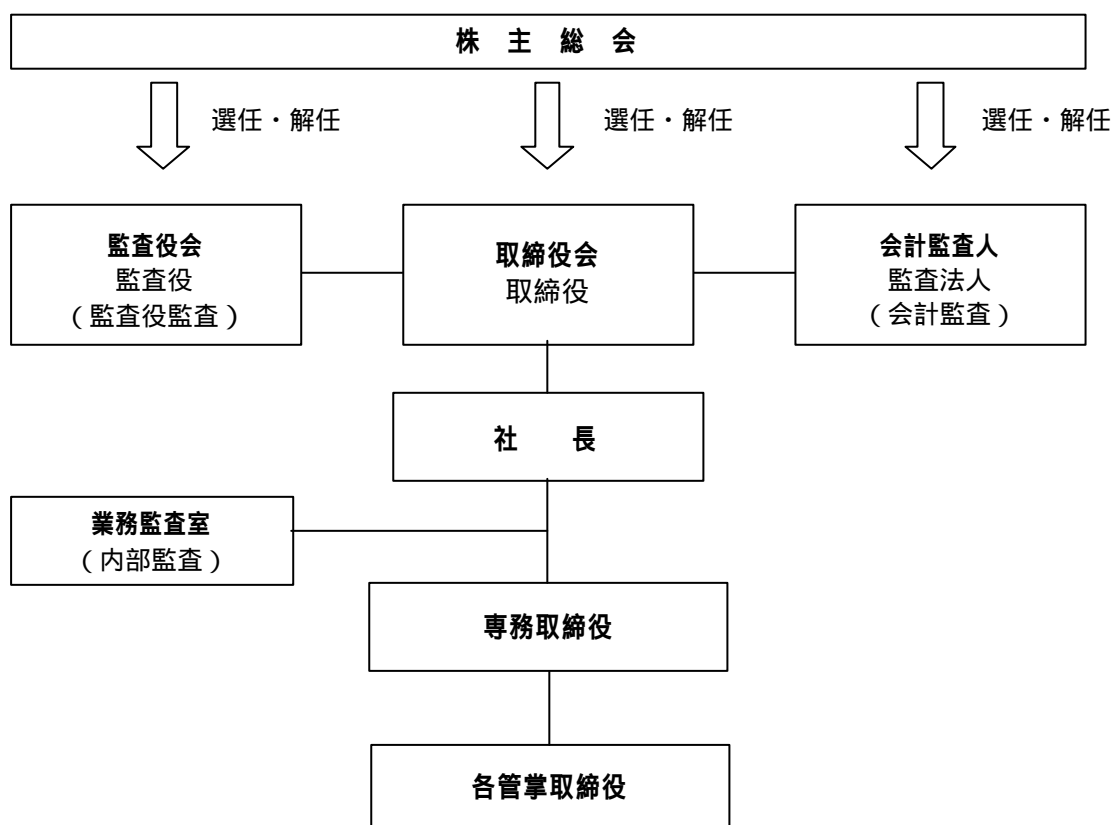 株 主 総 会
選任・解任
選任・解任
選任・解任
監査役会
監査役
（監査役監査）
取締役会
取締役
会計監査人
監査法人
（会計監査）
社 長
業務監査室
（内部監査）
専務取締役
各管掌取締役